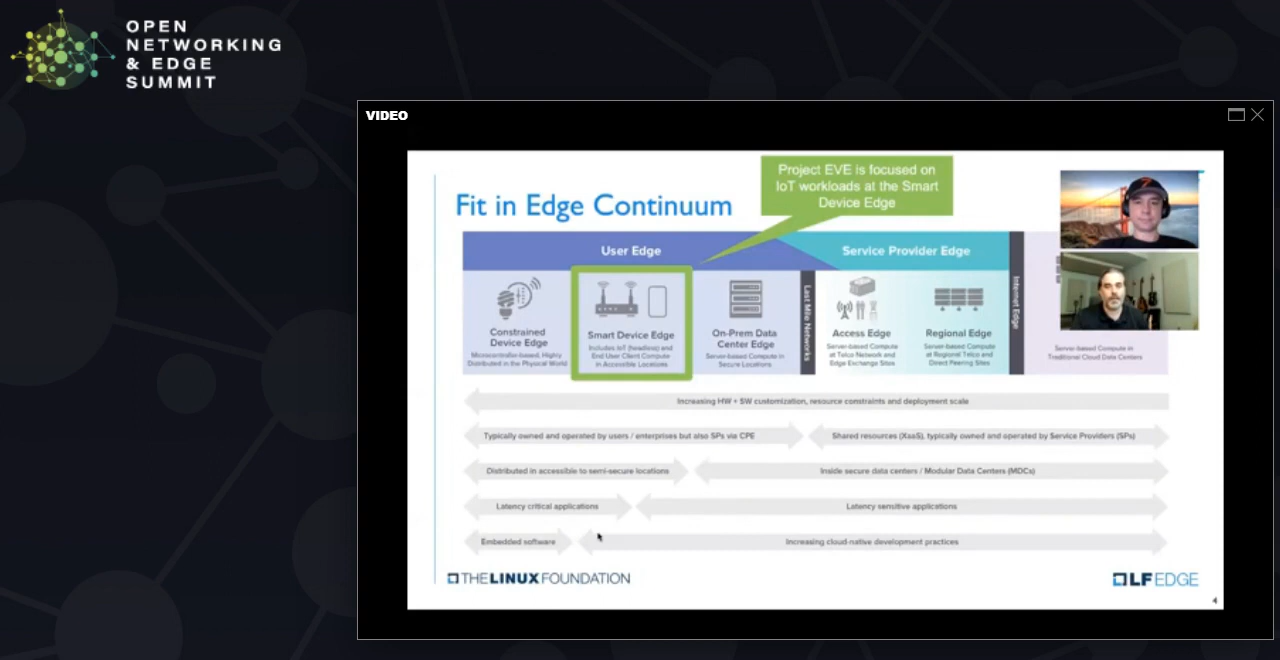 OPEN
NETWORKING
& EDGE
SUMMIT
VIDEO
Project EVE is focused on
IoT workloads at the Smart
Device Edge
Fit in Edge Continuum
User Edge
Service Provider Edge
Constrained
Device Edge
Microcontroller-based, Highly
Distributed in the Physical World
Smart Device Edge
Includes IoT (headless) and
End User Client Compute
in Accessible Locations
On-Prem Data
Center Edge
Server-based Compute in
Secure Locations
Last Mile Networks
Access Edge
Server-based Compute
at Telco Network and
Edge Exchange Sites
Regional Edge
Server-based Compute
at Regional Telco and
Direct Peering Sites
Internet Edge
Server-based Compute in
Traditional Cloud Data Centers
Increasing HW + SW customization, resource constraints and deployment scale
Typically owned and operated by users / enterprises but also SPs via CPE
Shared resources (XaaS), typically owned and operated by Service Providers (SPs)
Distributed in accessible to semi-secure locations
Inside secure data centers / Modular Data Centers (MDCs)
Latency critical applications
Latency sensitive applications
Embedded software
Increasing cloud-native development practices
THE LINUX FOUNDATION
LF EDGE
4